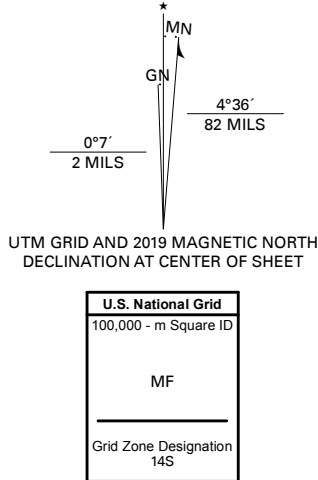 ★
MN
GN
4°36´
82 MILS
0°7´
2 MILS
UTM GRID AND 2019 MAGNETIC NORTH
DECLINATION AT CENTER OF SHEET
U.S. National Grid
100,000 - m Square ID
MF
Grid Zone Designation
14S